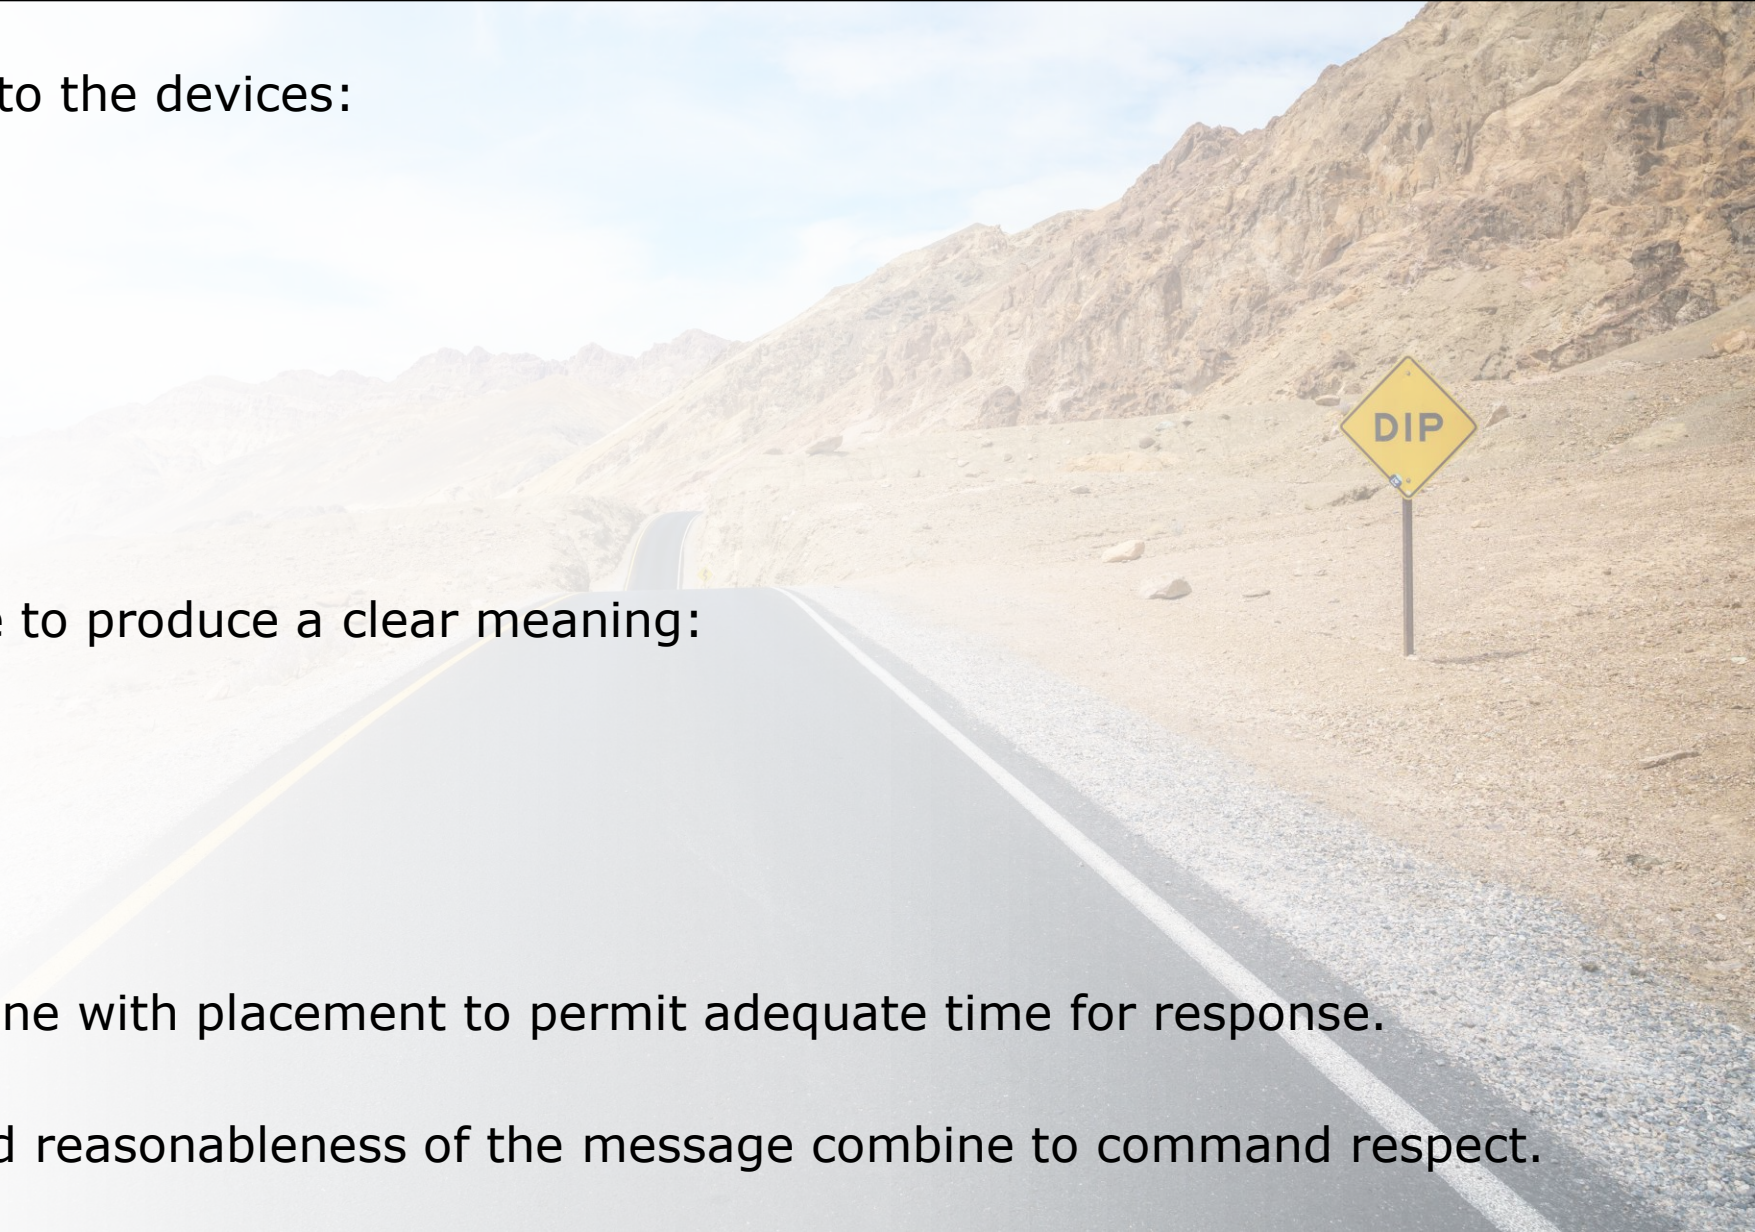 to the devices:
DIP
to produce a clear meaning:
with placement to permit adequate time for response.
reasonableness of the message combine to command respect.